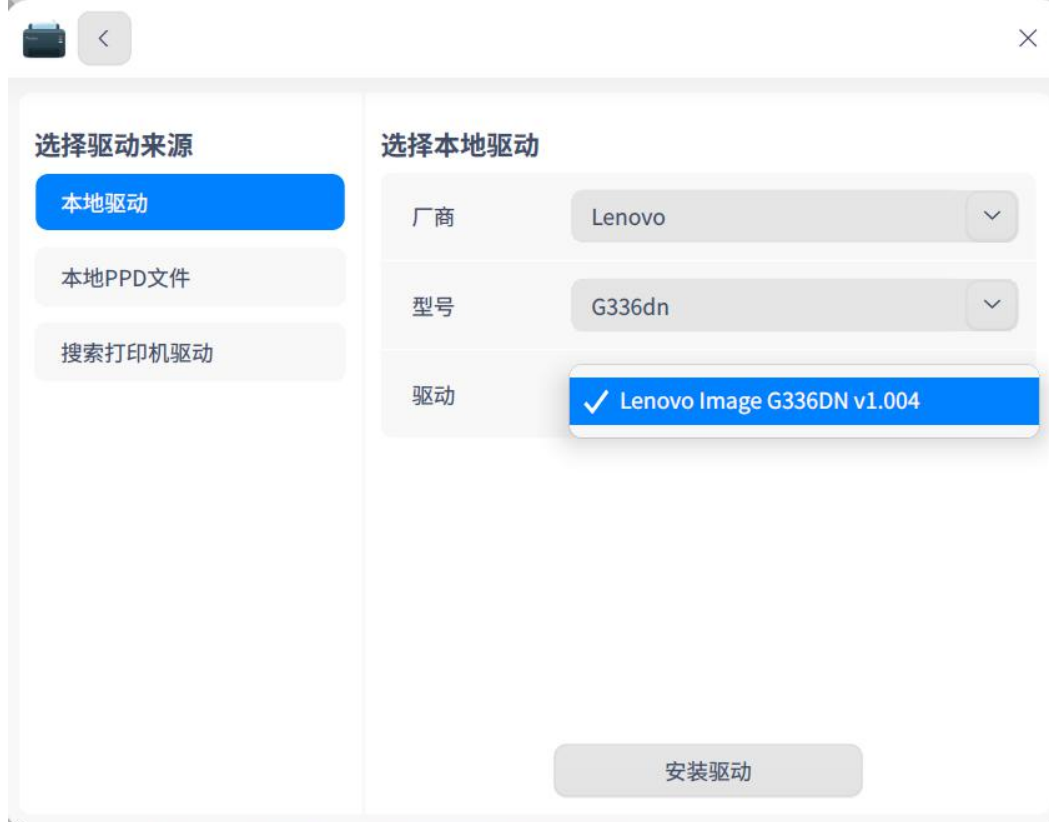 选择驱动来源
本地驱动
本地PPD文件
搜索打印机驱动
选择本地驱动
厂商
Lenovo
型号
G336dn
驱动
Lenovo Image G336DN v1.004
安装驱动